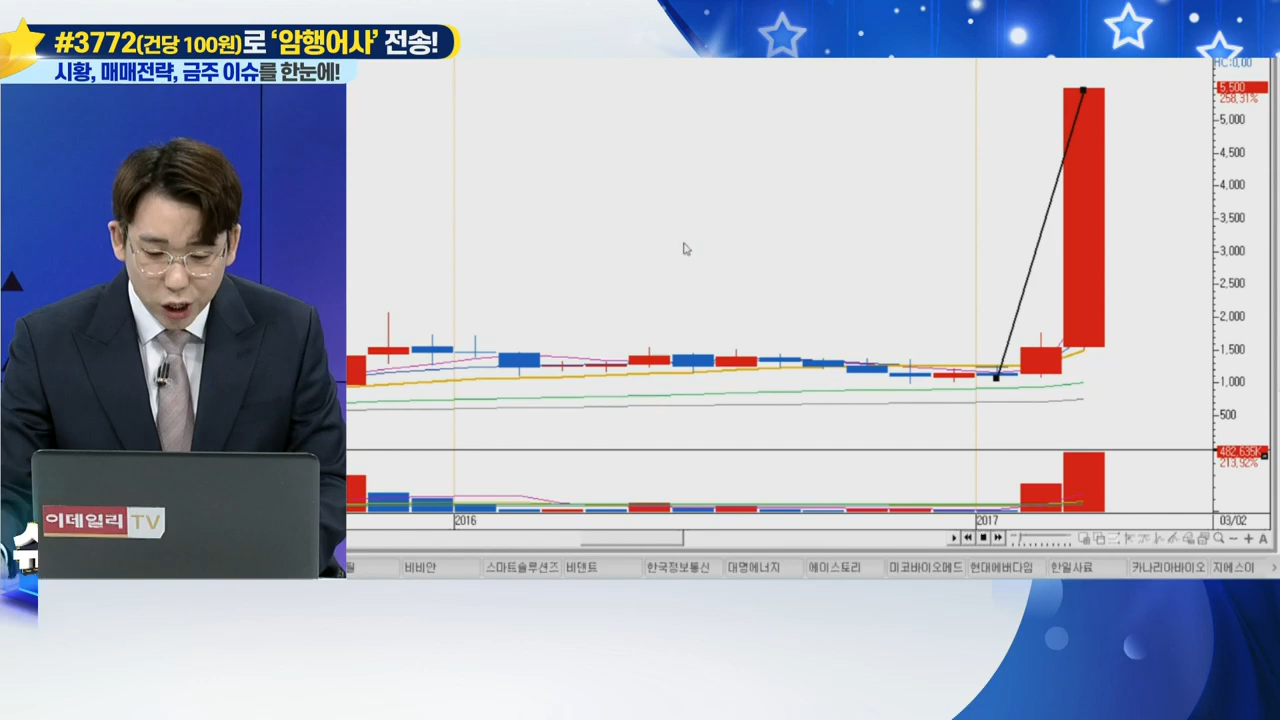 #3772(건당 100원)로 '암행어사' 전송!
시황, 매매전략, 금주 이슈를 한눈에!
HC:0,00
5,500
258,31%
5,000
4,500
4,000
3,500
3,000
2,500
2,000
1,500
1,000
500
482,635K
213,92%
2016
2017
03/02
A
이데일리 TV
비비안
스마트솔루션즈
비덴트
한국정보통신
대명에너지
에이스토리
미코바이오메드
현대에버다임
한일사료
카나리아바이오
지에스이